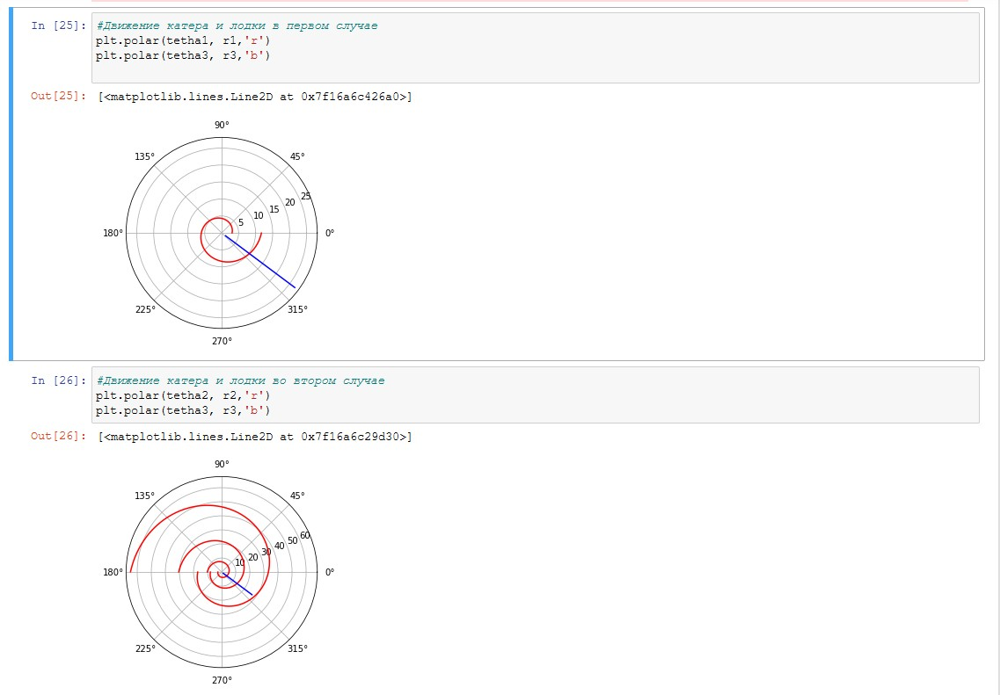 In [25]: #Движение катера и лодки в первом случае
plt.polar(tetha1, r1,'r')
plt.polar(tetha3, r3,'b')
Out[25]: [<matplotlib.lines.Line2D at 0x7f16a6c426a0>]
90°
135° 45°
25
20
15
10
5
180° 0°
225° 315°
270°
In [26]: #Движение катера и лодки во втором случае
plt.polar(tetha2, r2,'r')
plt.polar(tetha3, r3,'b')
Out[26]: [<matplotlib.lines.Line2D at 0x7f16a6c29d30>]
90°
135° 45°
60
50
40
30
20
10
180° 0°
225° 315°
270°